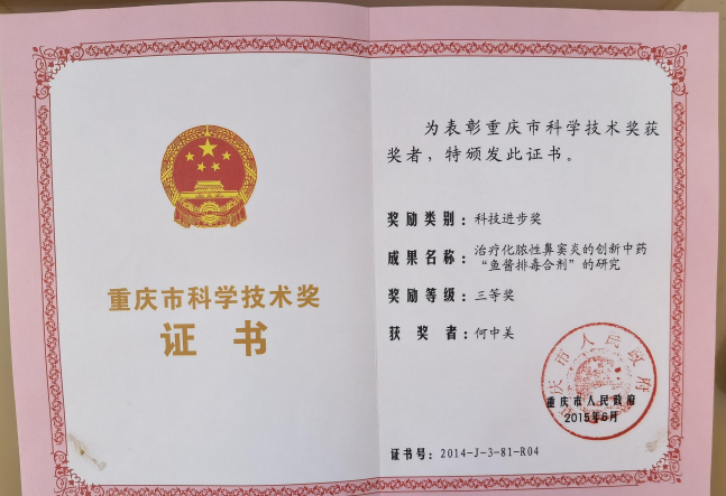 重庆市科学技术奖
证书
为表彰重庆市科学技术奖获
奖者，特颁发此证书。
奖励类别：科技进步奖
成果名称：治疗化脓性鼻窦炎的创新中药
“鱼酱排毒合剂”的研究
奖励等级：三等奖
获奖者：何中美
重庆市人民政府
重庆市人民政府
2015年6月
证书号：2014-J-3-81-R04